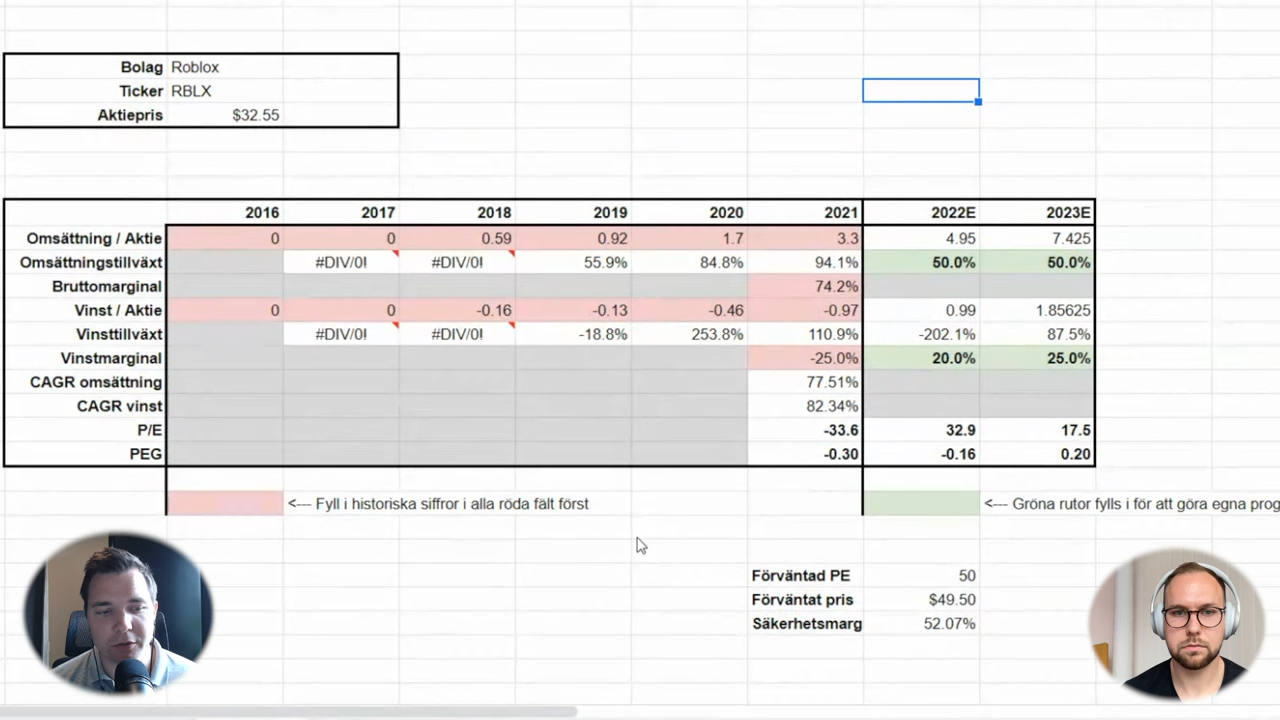 Bolag Roblox
Ticker RBLX
Aktiepris $32.55
2016 2017 2018 2019 2020 2021 2022E 2023E
Omsättning / Aktie 0 0 0.59 0.92 1.7 3.3 4.95 7.425
Omsättningstillväxt #DIV/0! #DIV/0! 55.9% 84.8% 94.1% 50.0% 50.0%
Bruttomarginal 74.2%
Vinst / Aktie 0 0 -0.16 -0.13 -0.46 -0.97 0.99 1.85625
Vinsttillväxt #DIV/0! #DIV/0! -18.8% 253.8% 110.9% -202.1% 87.5%
Vinstmarginal -25.0% 20.0% 25.0%
CAGR omsättning 77.51%
CAGR vinst 82.34%
P/E -33.6 32.9 17.5
PEG -0.30 -0.16 0.20
<--- Fyll i historiska siffror i alla röda fält först <--- Gröna rutor fylls i för att göra egna prog
Förväntad PE 50
Förväntat pris $49.50
Säkerhetsmarg 52.07%